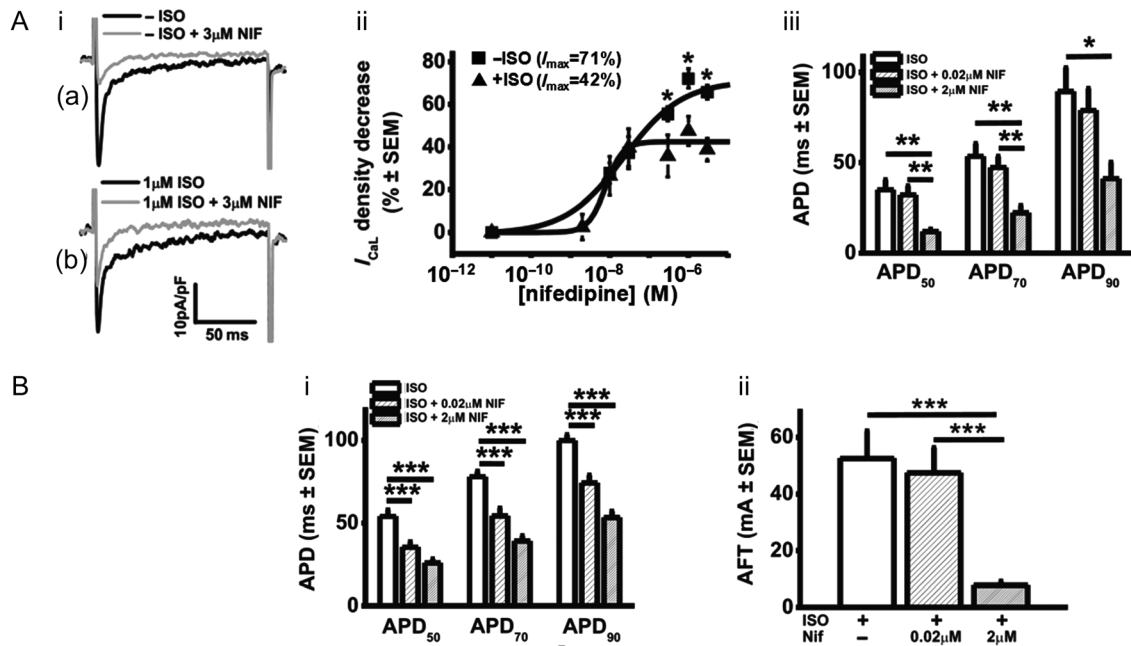 A
i
– ISO
– ISO + 3μM NIF
(a)
1μM ISO
1μM ISO + 3μM NIF
(b)
10pA/pF
50 ms
ii
–ISO (Imax=71%)
+ISO (Imax=42%)
* * *
ICaL density decrease
(% ± SEM)
80
60
40
20
0
10−12 10−10 10−8 10−6
[nifedipine] (M)
iii
ISO
ISO + 0.02μM NIF
ISO + 2μM NIF
*
**
**
**
**
APD (ms ± SEM)
100
50
0
APD50 APD70 APD90
B
i
ISO
ISO + 0.02μM NIF
ISO + 2μM NIF
***
***
***
***
***
***
APD (ms ± SEM)
100
50
0
APD50 APD70 APD90
ii
***
***
AFT (mA ± SEM)
60
40
20
0
ISO + + +
Nif – 0.02μM 2μM